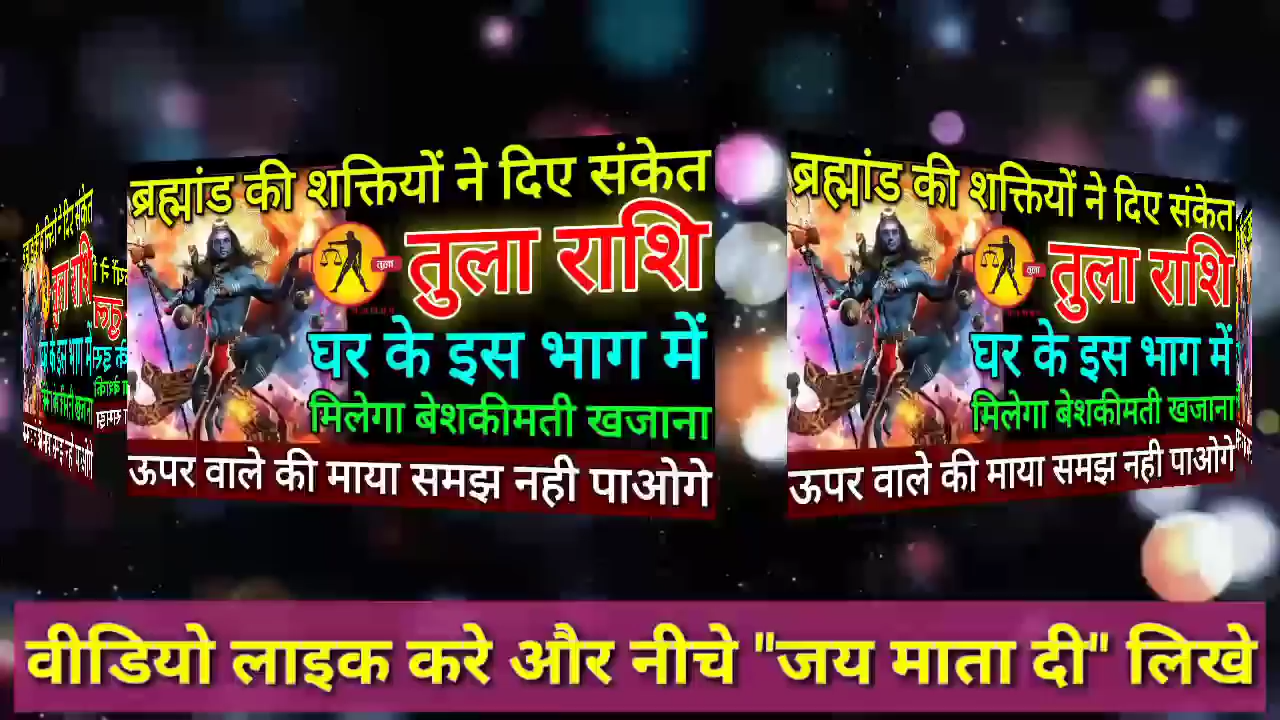 ब्रह्मांड की शक्तियों ने दिए संकेत
तुला
तुला राशि
घर के इस भाग में
मिलेगा बेशकीमती खजाना
ऊपर वाले की माया समझ नही पाओगे
ब्रह्मांड की शक्तियों ने दिए संकेत
तुला
तुला राशि
घर के इस भाग में
मिलेगा बेशकीमती खजाना
ऊपर वाले की माया समझ नही पाओगे
वीडियो लाइक करे और नीचे "जय माता दी" लिखे